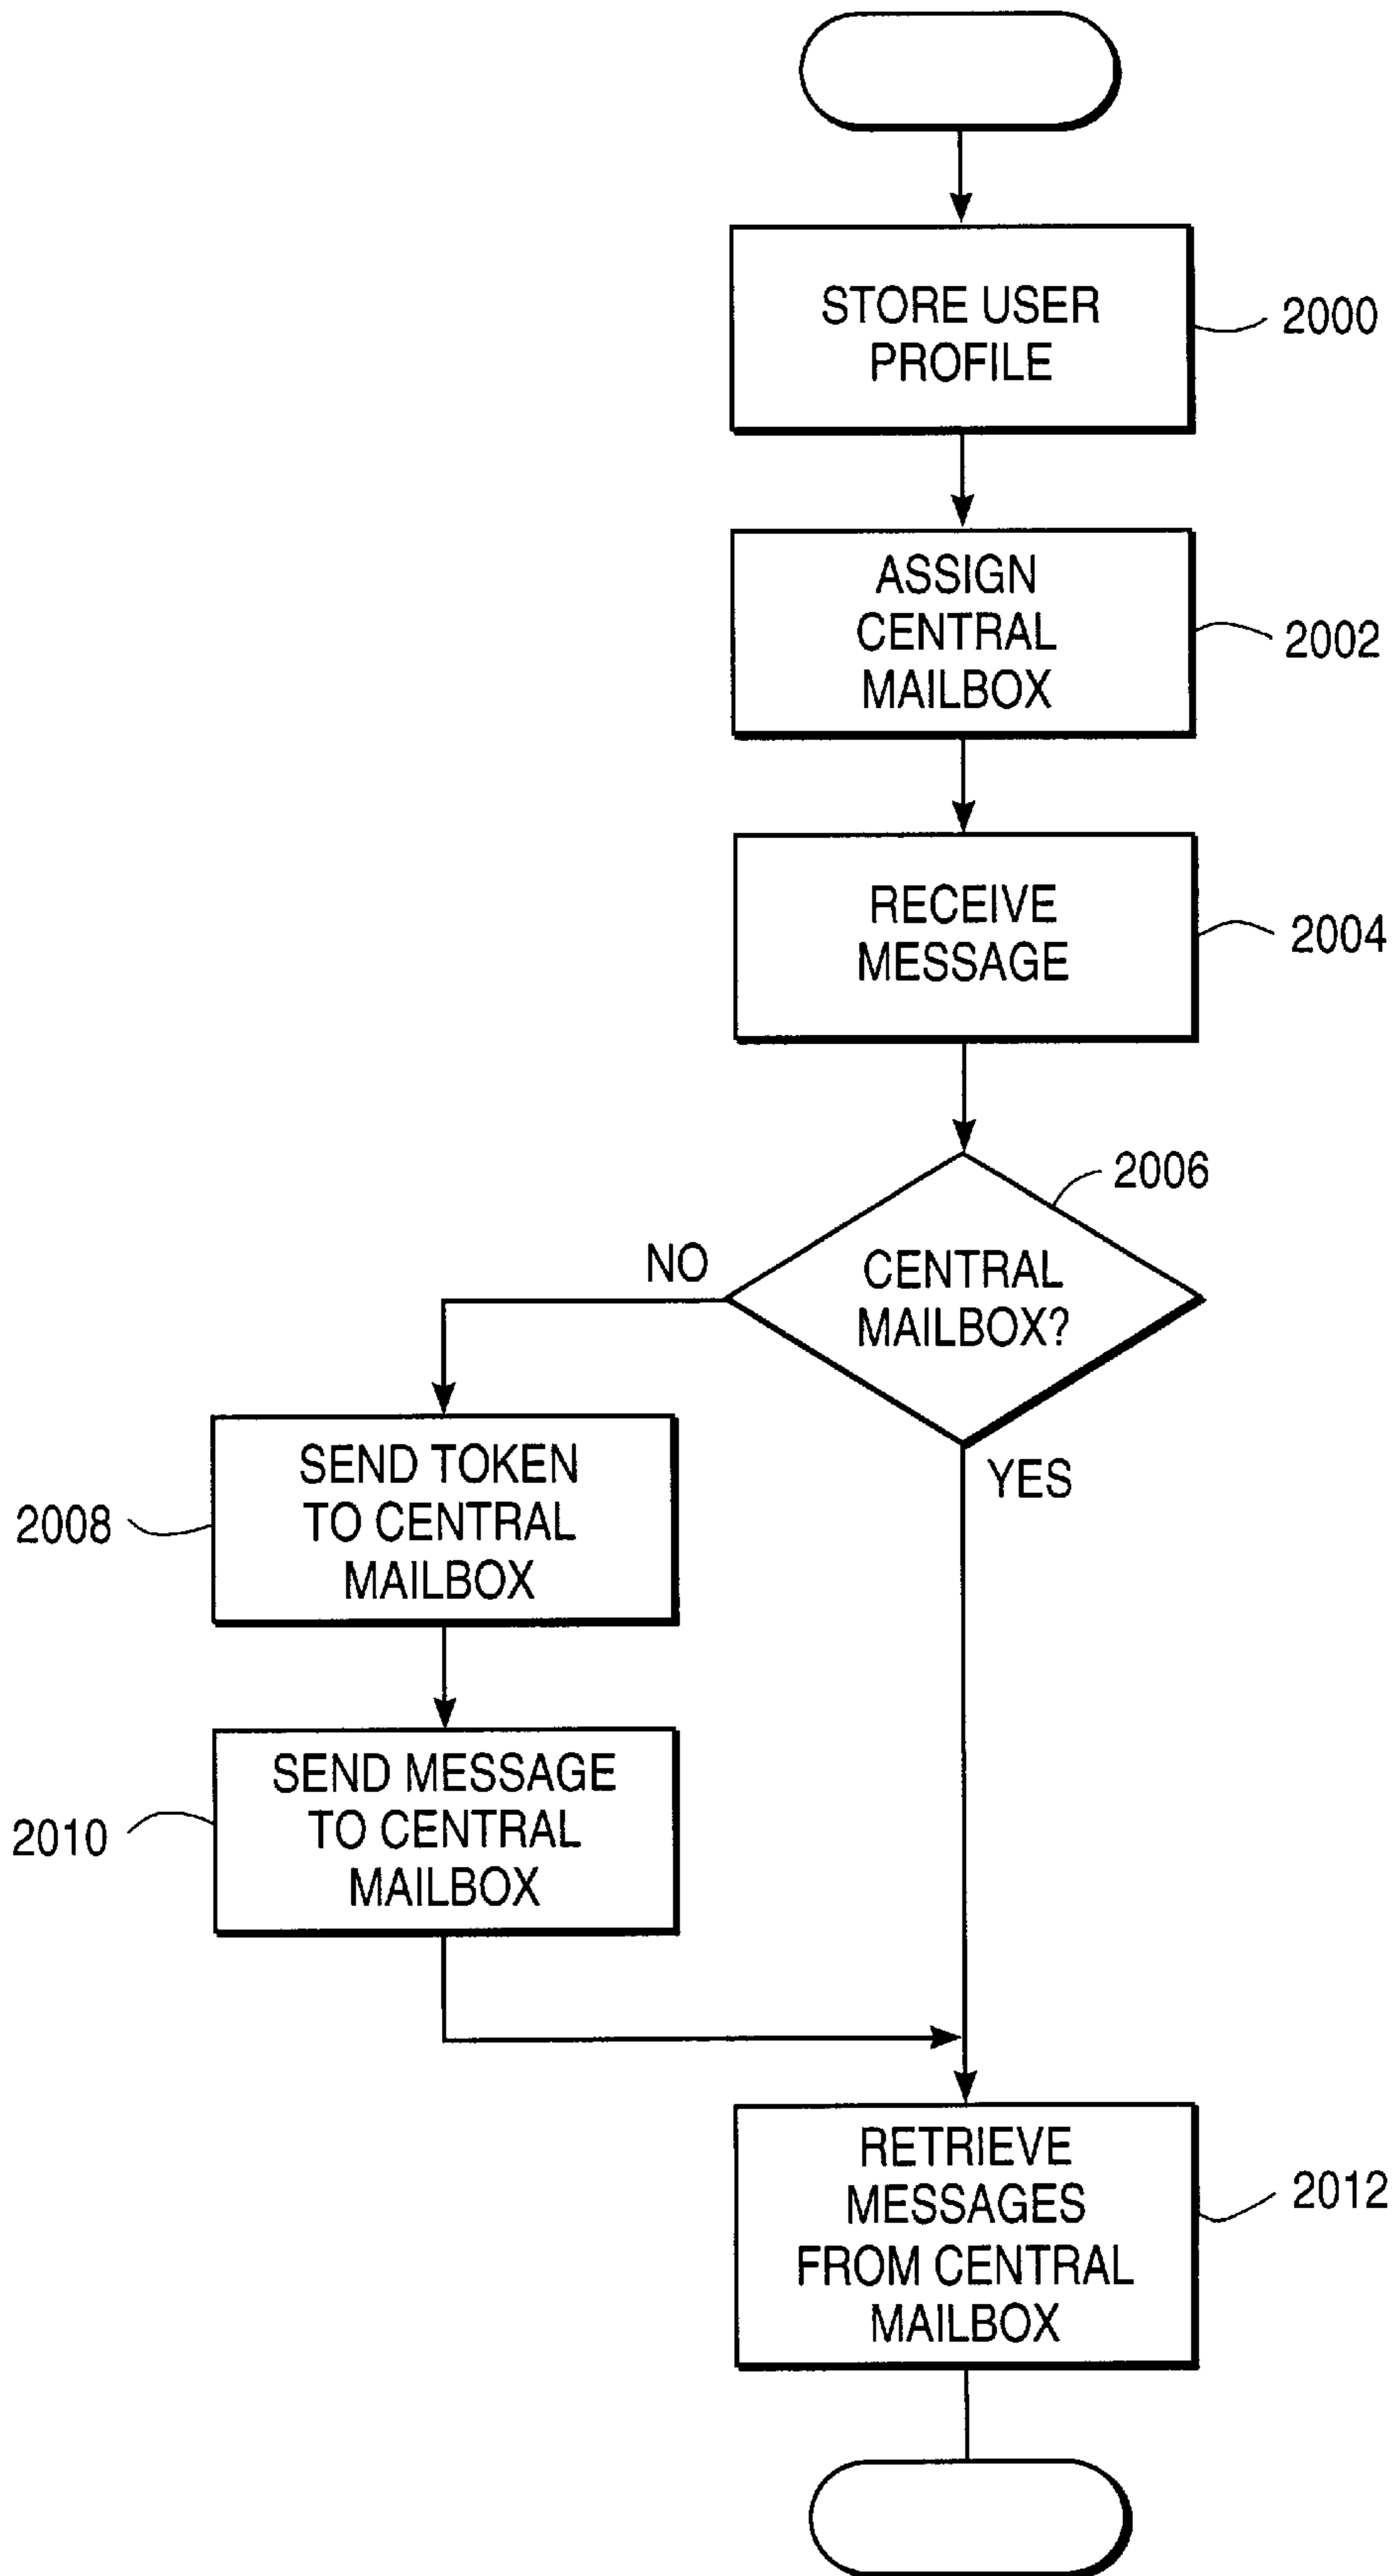 STORE USER
PROFILE
2000
ASSIGN
CENTRAL
MAILBOX
2002
RECEIVE
MESSAGE
2004
2006
CENTRAL
MAILBOX?
NO
YES
SEND TOKEN
TO CENTRAL
MAILBOX
2008
SEND MESSAGE
TO CENTRAL
MAILBOX
2010
RETRIEVE
MESSAGES
FROM CENTRAL
MAILBOX
2012